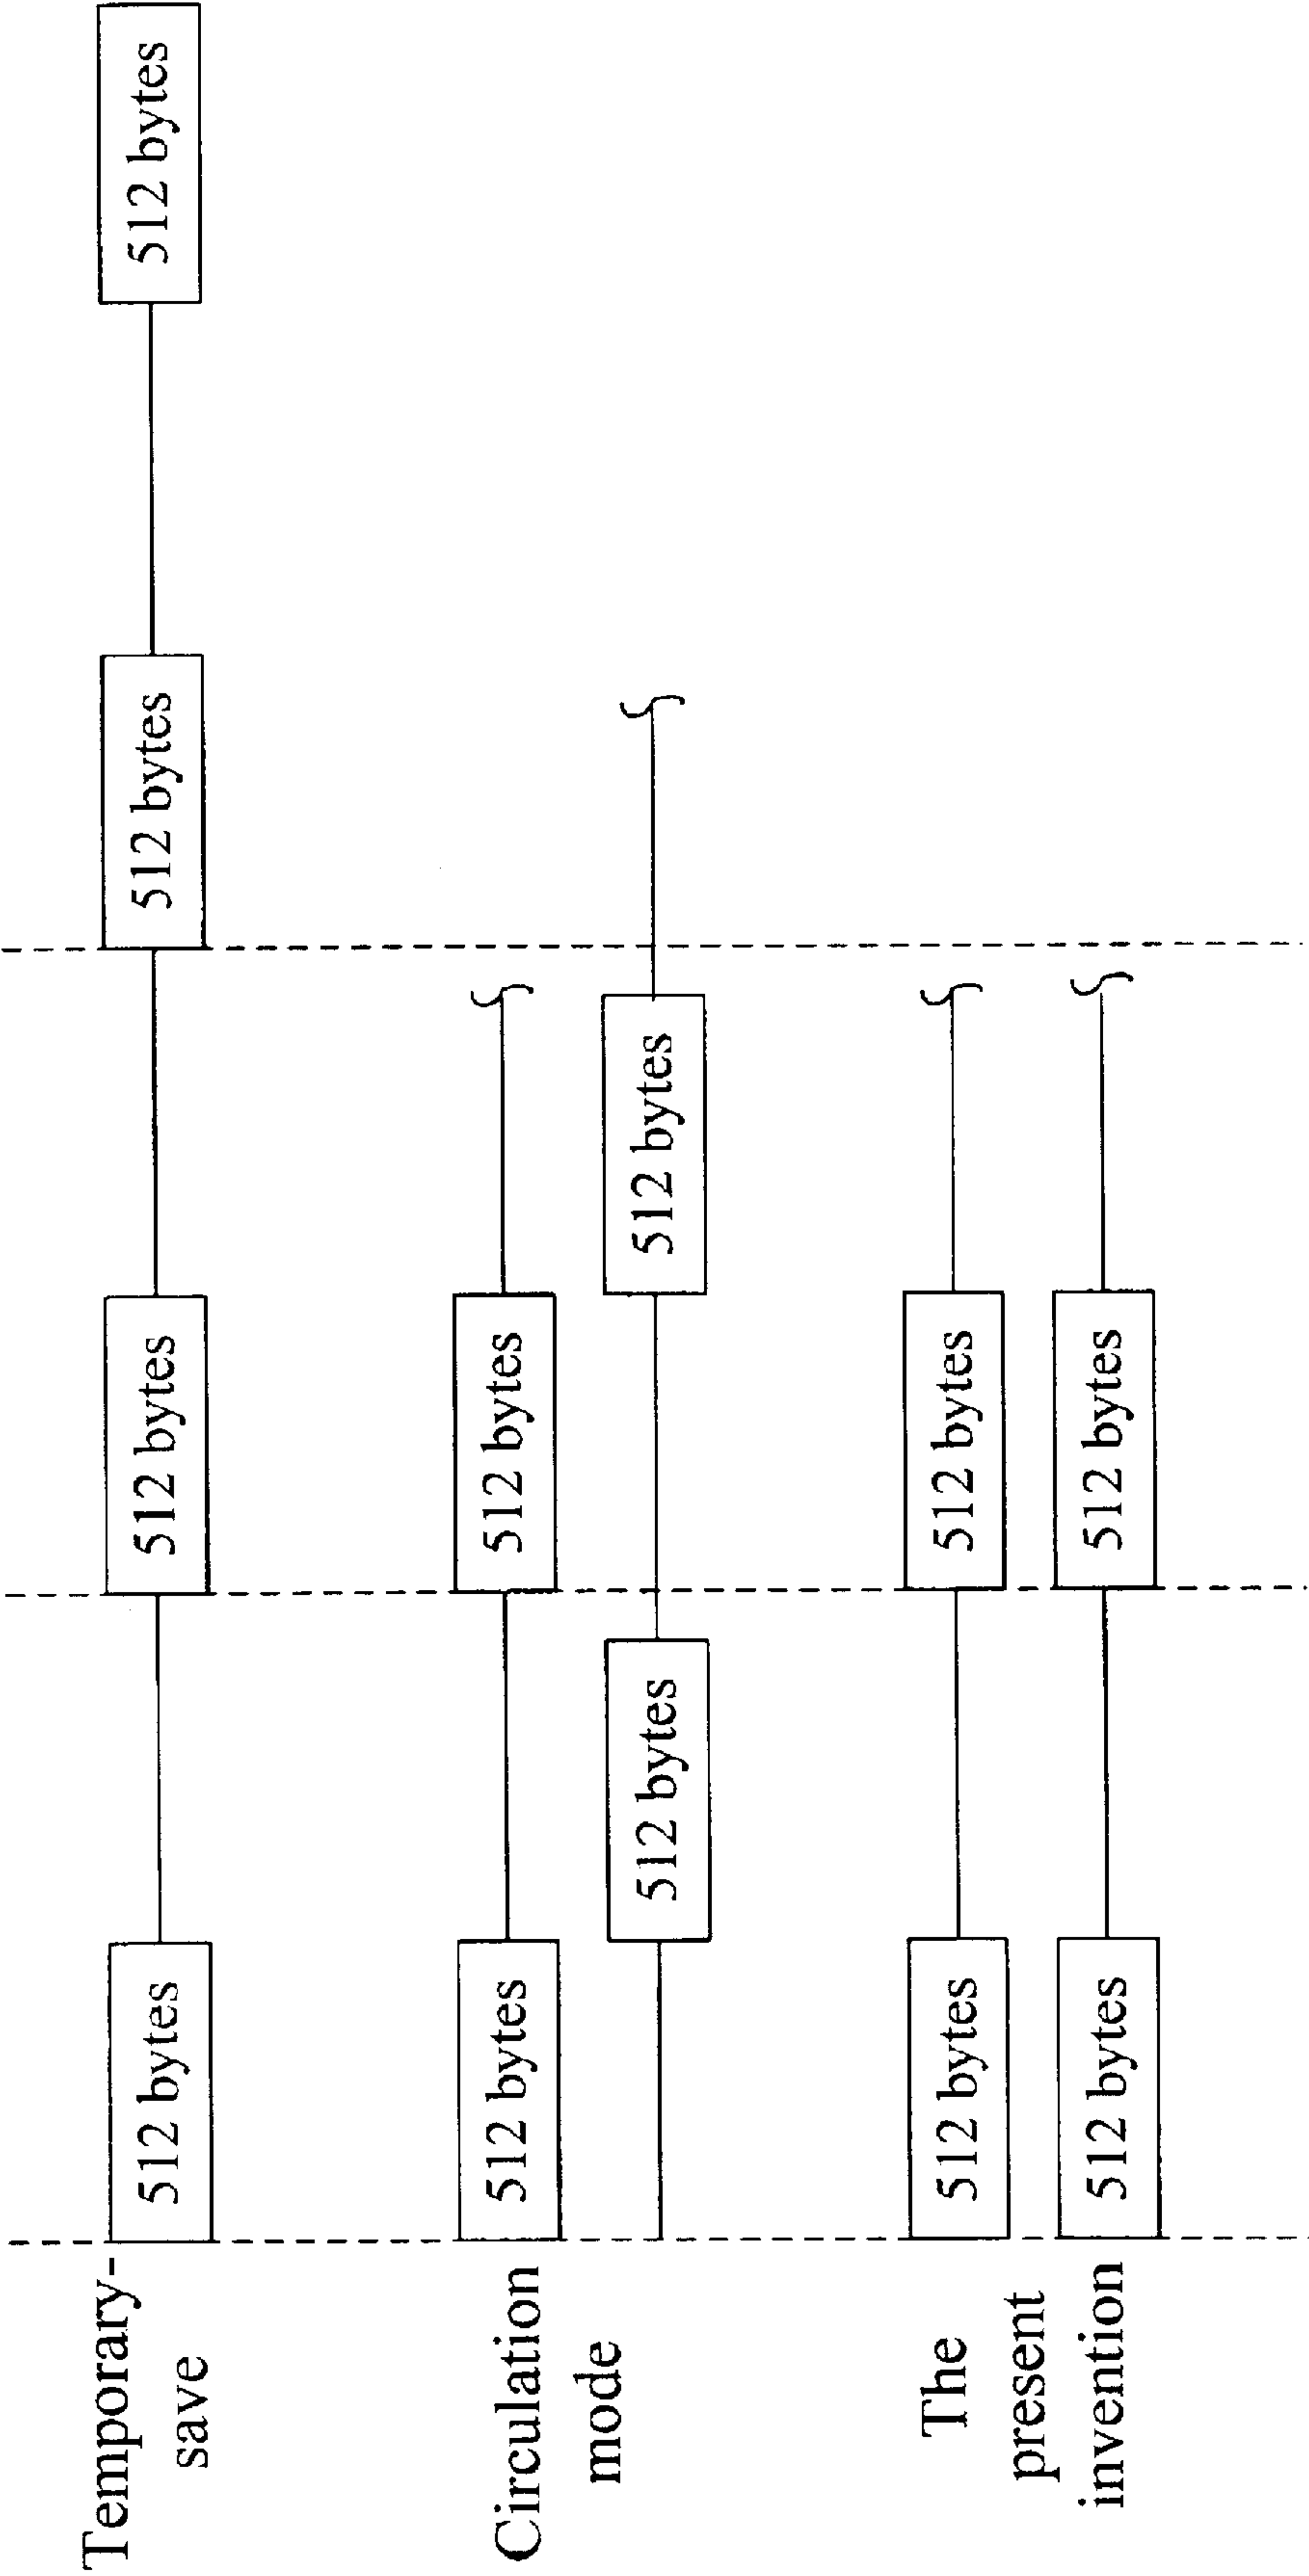 Temporary-
save
512 bytes
512 bytes
512 bytes
512 bytes
Circulation
mode
512 bytes
512 bytes
512 bytes
512 bytes
The
present
invention
512 bytes
512 bytes
512 bytes
512 bytes